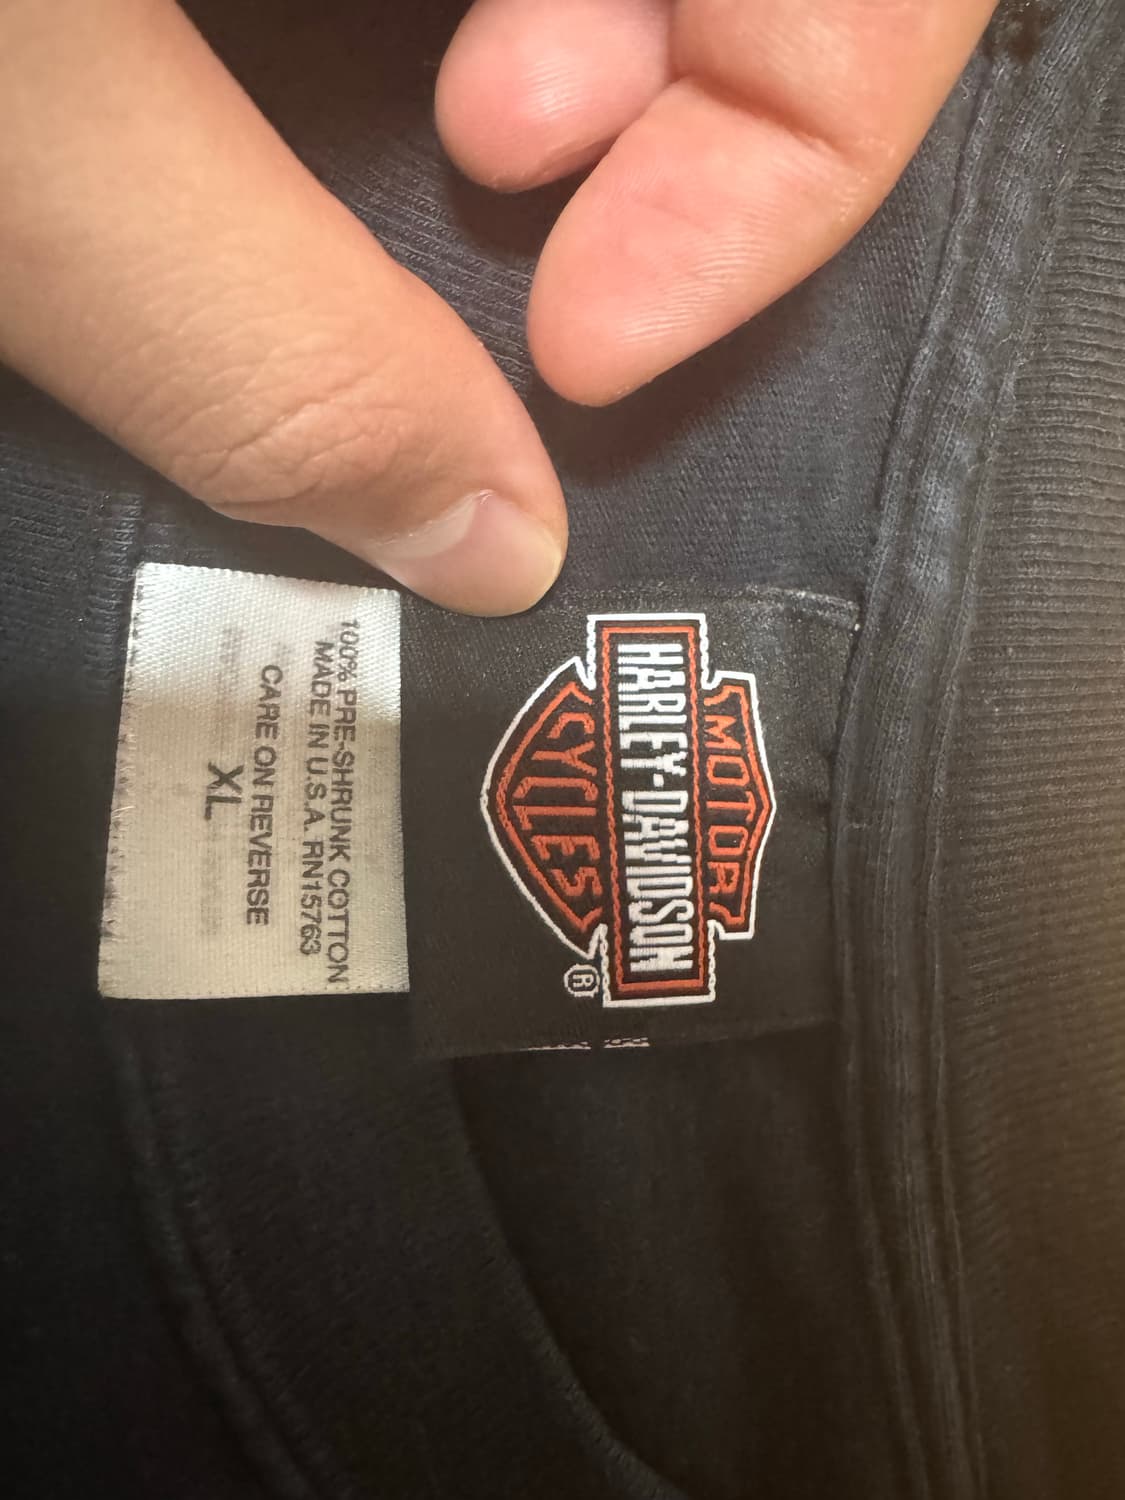 MOTOR
HARLEY-DAVIDSON
CYCLES
®
100% PRE-SHRUNK COTTON
MADE IN U.S.A. RN15763
CARE ON REVERSE
XL